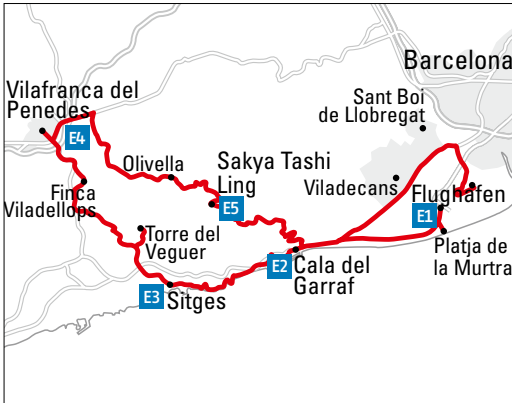 Barcelona
Vilafranca del
Penedes
Sant Boi
de Llobregat
E4
Olivella
Sakya Tashi
Ling
Viladecans
Flughafen
Finca
Viladellops
E5
E1
Torre del
Veguer
Platja de
la Murtra
E2
Cala del
Garraf
E3
Sitges